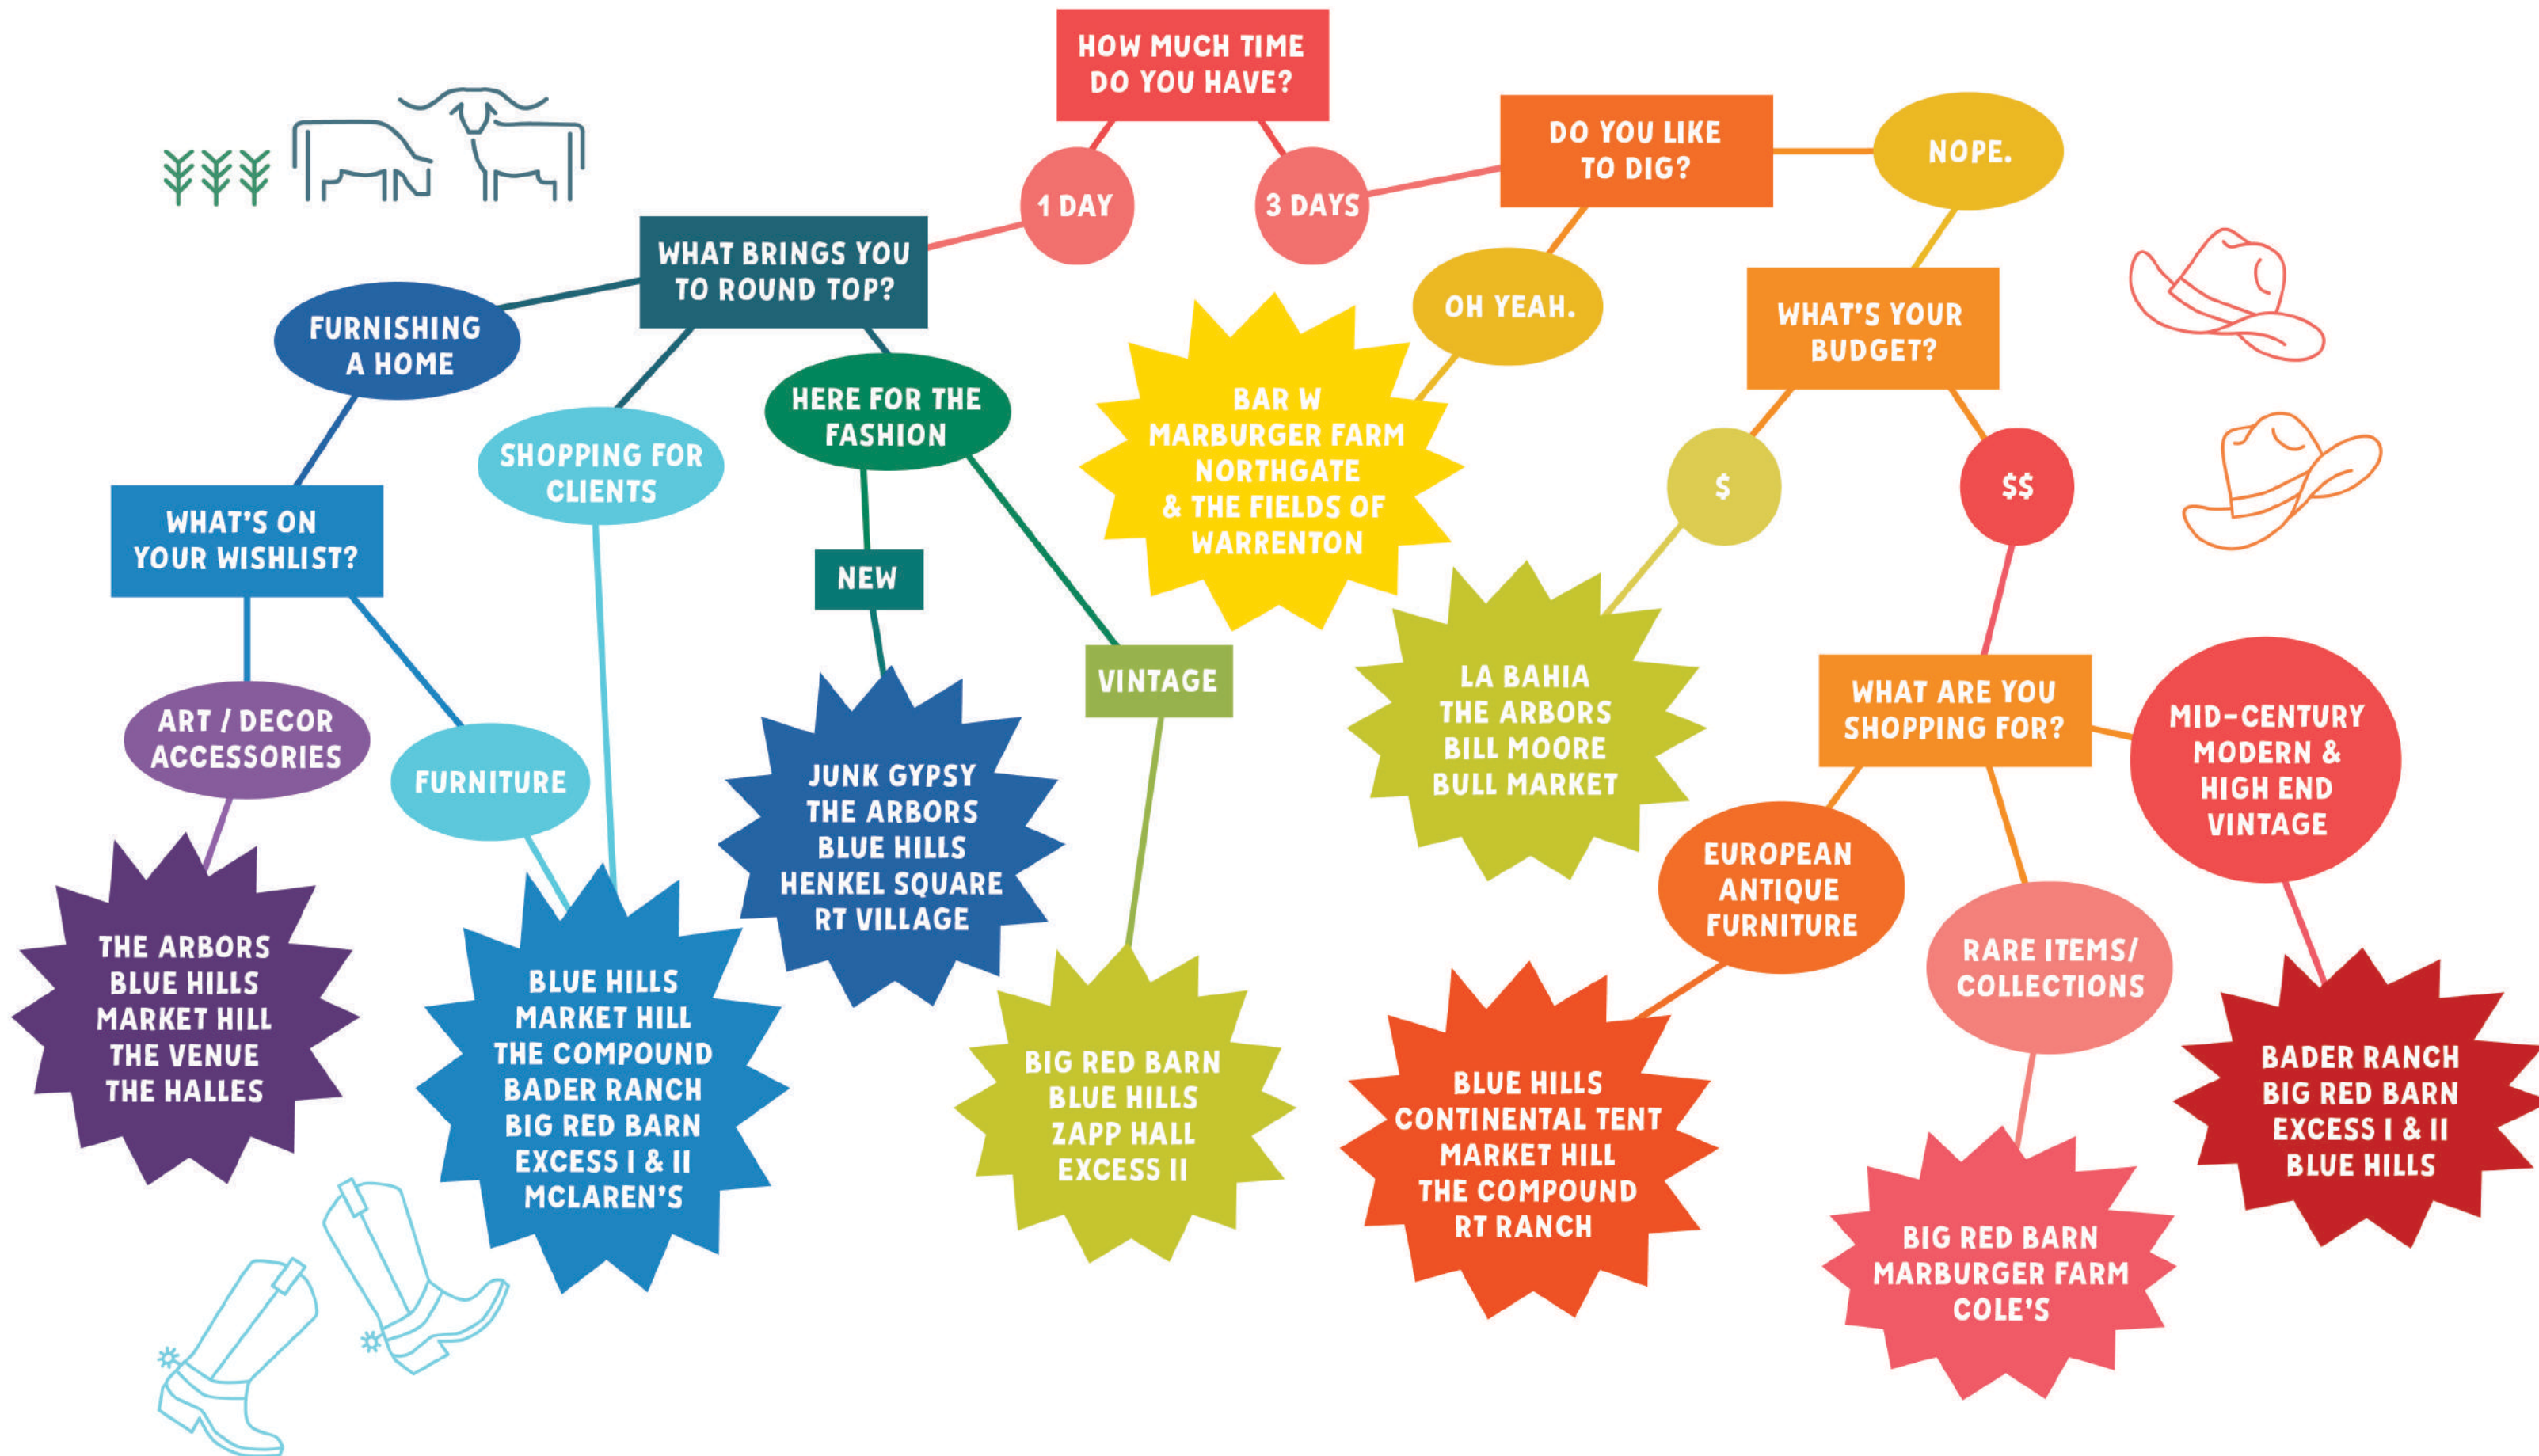 HOW MUCH TIME
DO YOU HAVE?
1 DAY
3 DAYS
DO YOU LIKE
TO DIG?
NOPE.
OH YEAH.
WHAT BRINGS YOU
TO ROUND TOP?
FURNISHING
A HOME
SHOPPING FOR
CLIENTS
HERE FOR THE
FASHION
WHAT'S YOUR
BUDGET?
BAR W
MARBURGER FARM
NORTHGATE
& THE FIELDS OF
WARRENTON
$
$$
WHAT'S ON
YOUR WISHLIST?
NEW
VINTAGE
ART / DECOR
ACCESSORIES
FURNITURE
JUNK GYPSY
THE ARBORS
BLUE HILLS
HENKEL SQUARE
RT VILLAGE
LA BAHIA
THE ARBORS
BILL MOORE
BULL MARKET
WHAT ARE YOU
SHOPPING FOR?
MID-CENTURY
MODERN &
HIGH END
VINTAGE
EUROPEAN
ANTIQUE
FURNITURE
RARE ITEMS/
COLLECTIONS
THE ARBORS
BLUE HILLS
MARKET HILL
THE VENUE
THE HALLES
BLUE HILLS
MARKET HILL
THE COMPOUND
BADER RANCH
BIG RED BARN
EXCESS I & II
MCLAREN'S
BIG RED BARN
BLUE HILLS
ZAPP HALL
EXCESS II
BLUE HILLS
CONTINENTAL TENT
MARKET HILL
THE COMPOUND
RT RANCH
BIG RED BARN
MARBURGER FARM
COLE'S
BADER RANCH
BIG RED BARN
EXCESS I & II
BLUE HILLS